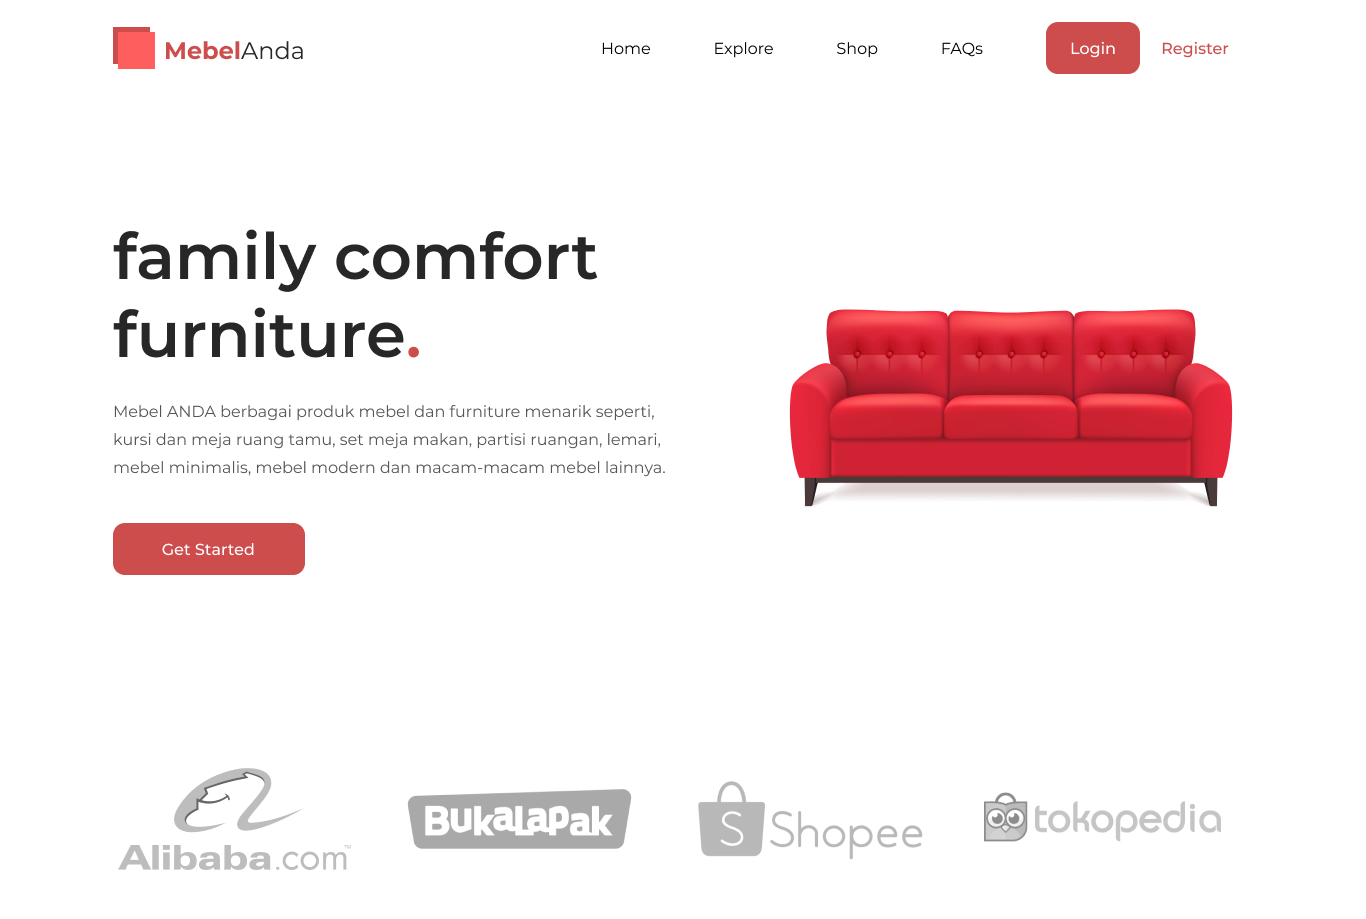 MebelAnda
Home Explore Shop FAQs Login Register
family comfort
furniture.
Mebel ANDA berbagai produk mebel dan furniture menarik seperti,
kursi dan meja ruang tamu, set meja makan, partisi ruangan, lemari,
mebel minimalis, mebel modern dan macam-macam mebel lainnya.
Get Started
Alibaba.com™
BukaLapak
S Shopee
tokopedia